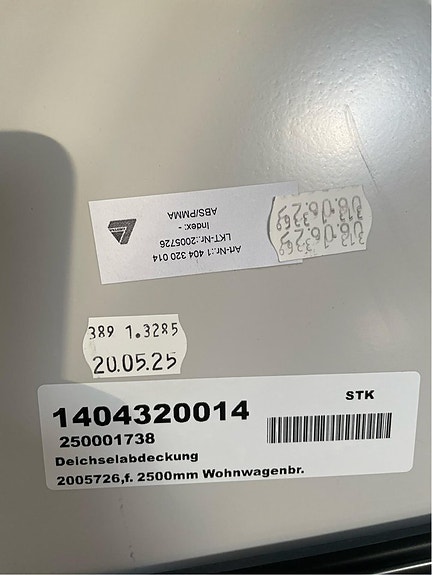 Art-Nr.:1 404 320 014
LKT-Nr.:2005726
Index: -
ABS/PMMA
389 1.3285
20.05.25
1404320014
STK
250001738
Deichselabdeckung
2005726,f. 2500mm Wohnwagenbr.